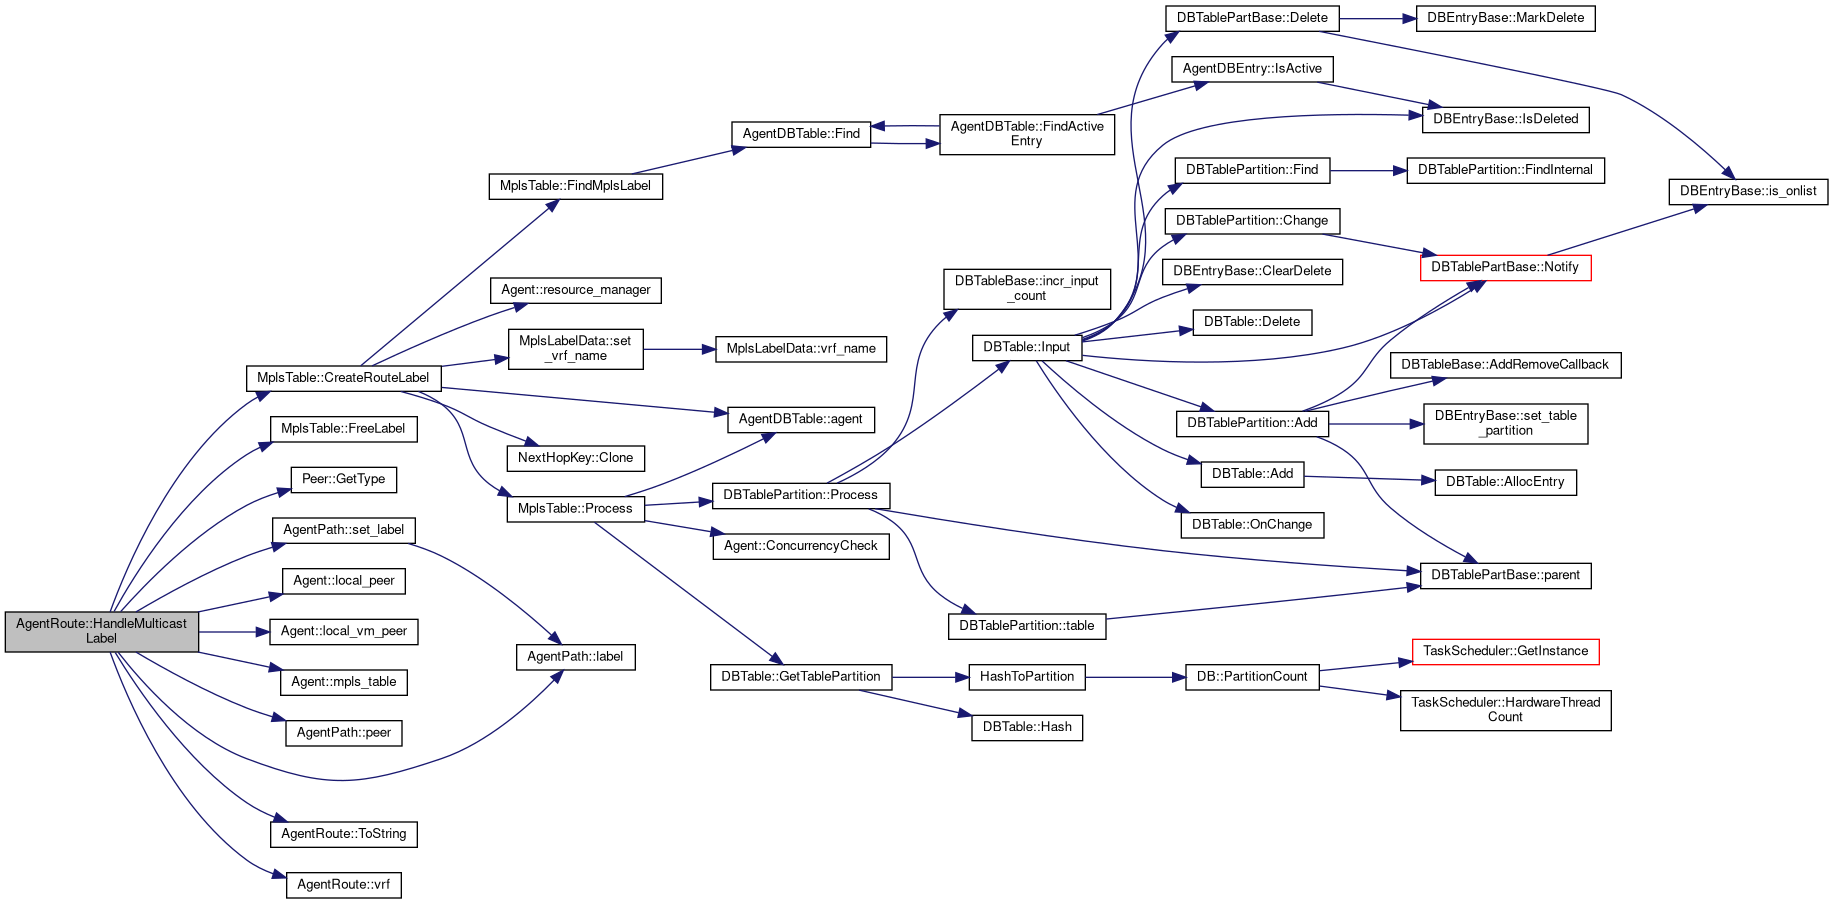 AgentRoute::HandleMulticast
Label
MplsTable::CreateRouteLabel
MplsTable::FreeLabel
Peer::GetType
AgentPath::set_label
Agent::local_peer
Agent::local_vm_peer
Agent::mpls_table
AgentPath::peer
AgentRoute::ToString
AgentRoute::vrf
MplsTable::FindMplsLabel
Agent::resource_manager
MplsLabelData::set
_vrf_name
NextHopKey::Clone
MplsTable::Process
AgentPath::label
AgentDBTable::Find
MplsLabelData::vrf_name
AgentDBTable::agent
DBTablePartition::Process
Agent::ConcurrencyCheck
DBTable::GetTablePartition
AgentDBTable::FindActive
Entry
DBTableBase::incr_input
_count
DBTable::Input
DBTablePartition::table
HashToPartition
DBTable::Hash
DBTablePartBase::Delete
AgentDBEntry::IsActive
DBTablePartition::Find
DBTablePartition::Change
DBEntryBase::ClearDelete
DBTable::Delete
DBTablePartition::Add
DBTable::Add
DBTable::OnChange
DB::PartitionCount
DBEntryBase::MarkDelete
DBEntryBase::IsDeleted
DBTablePartition::FindInternal
DBTablePartBase::Notify
DBTableBase::AddRemoveCallback
DBEntryBase::set_table
_partition
DBTable::AllocEntry
DBTablePartBase::parent
TaskScheduler::GetInstance
TaskScheduler::HardwareThread
Count
DBEntryBase::is_onlist